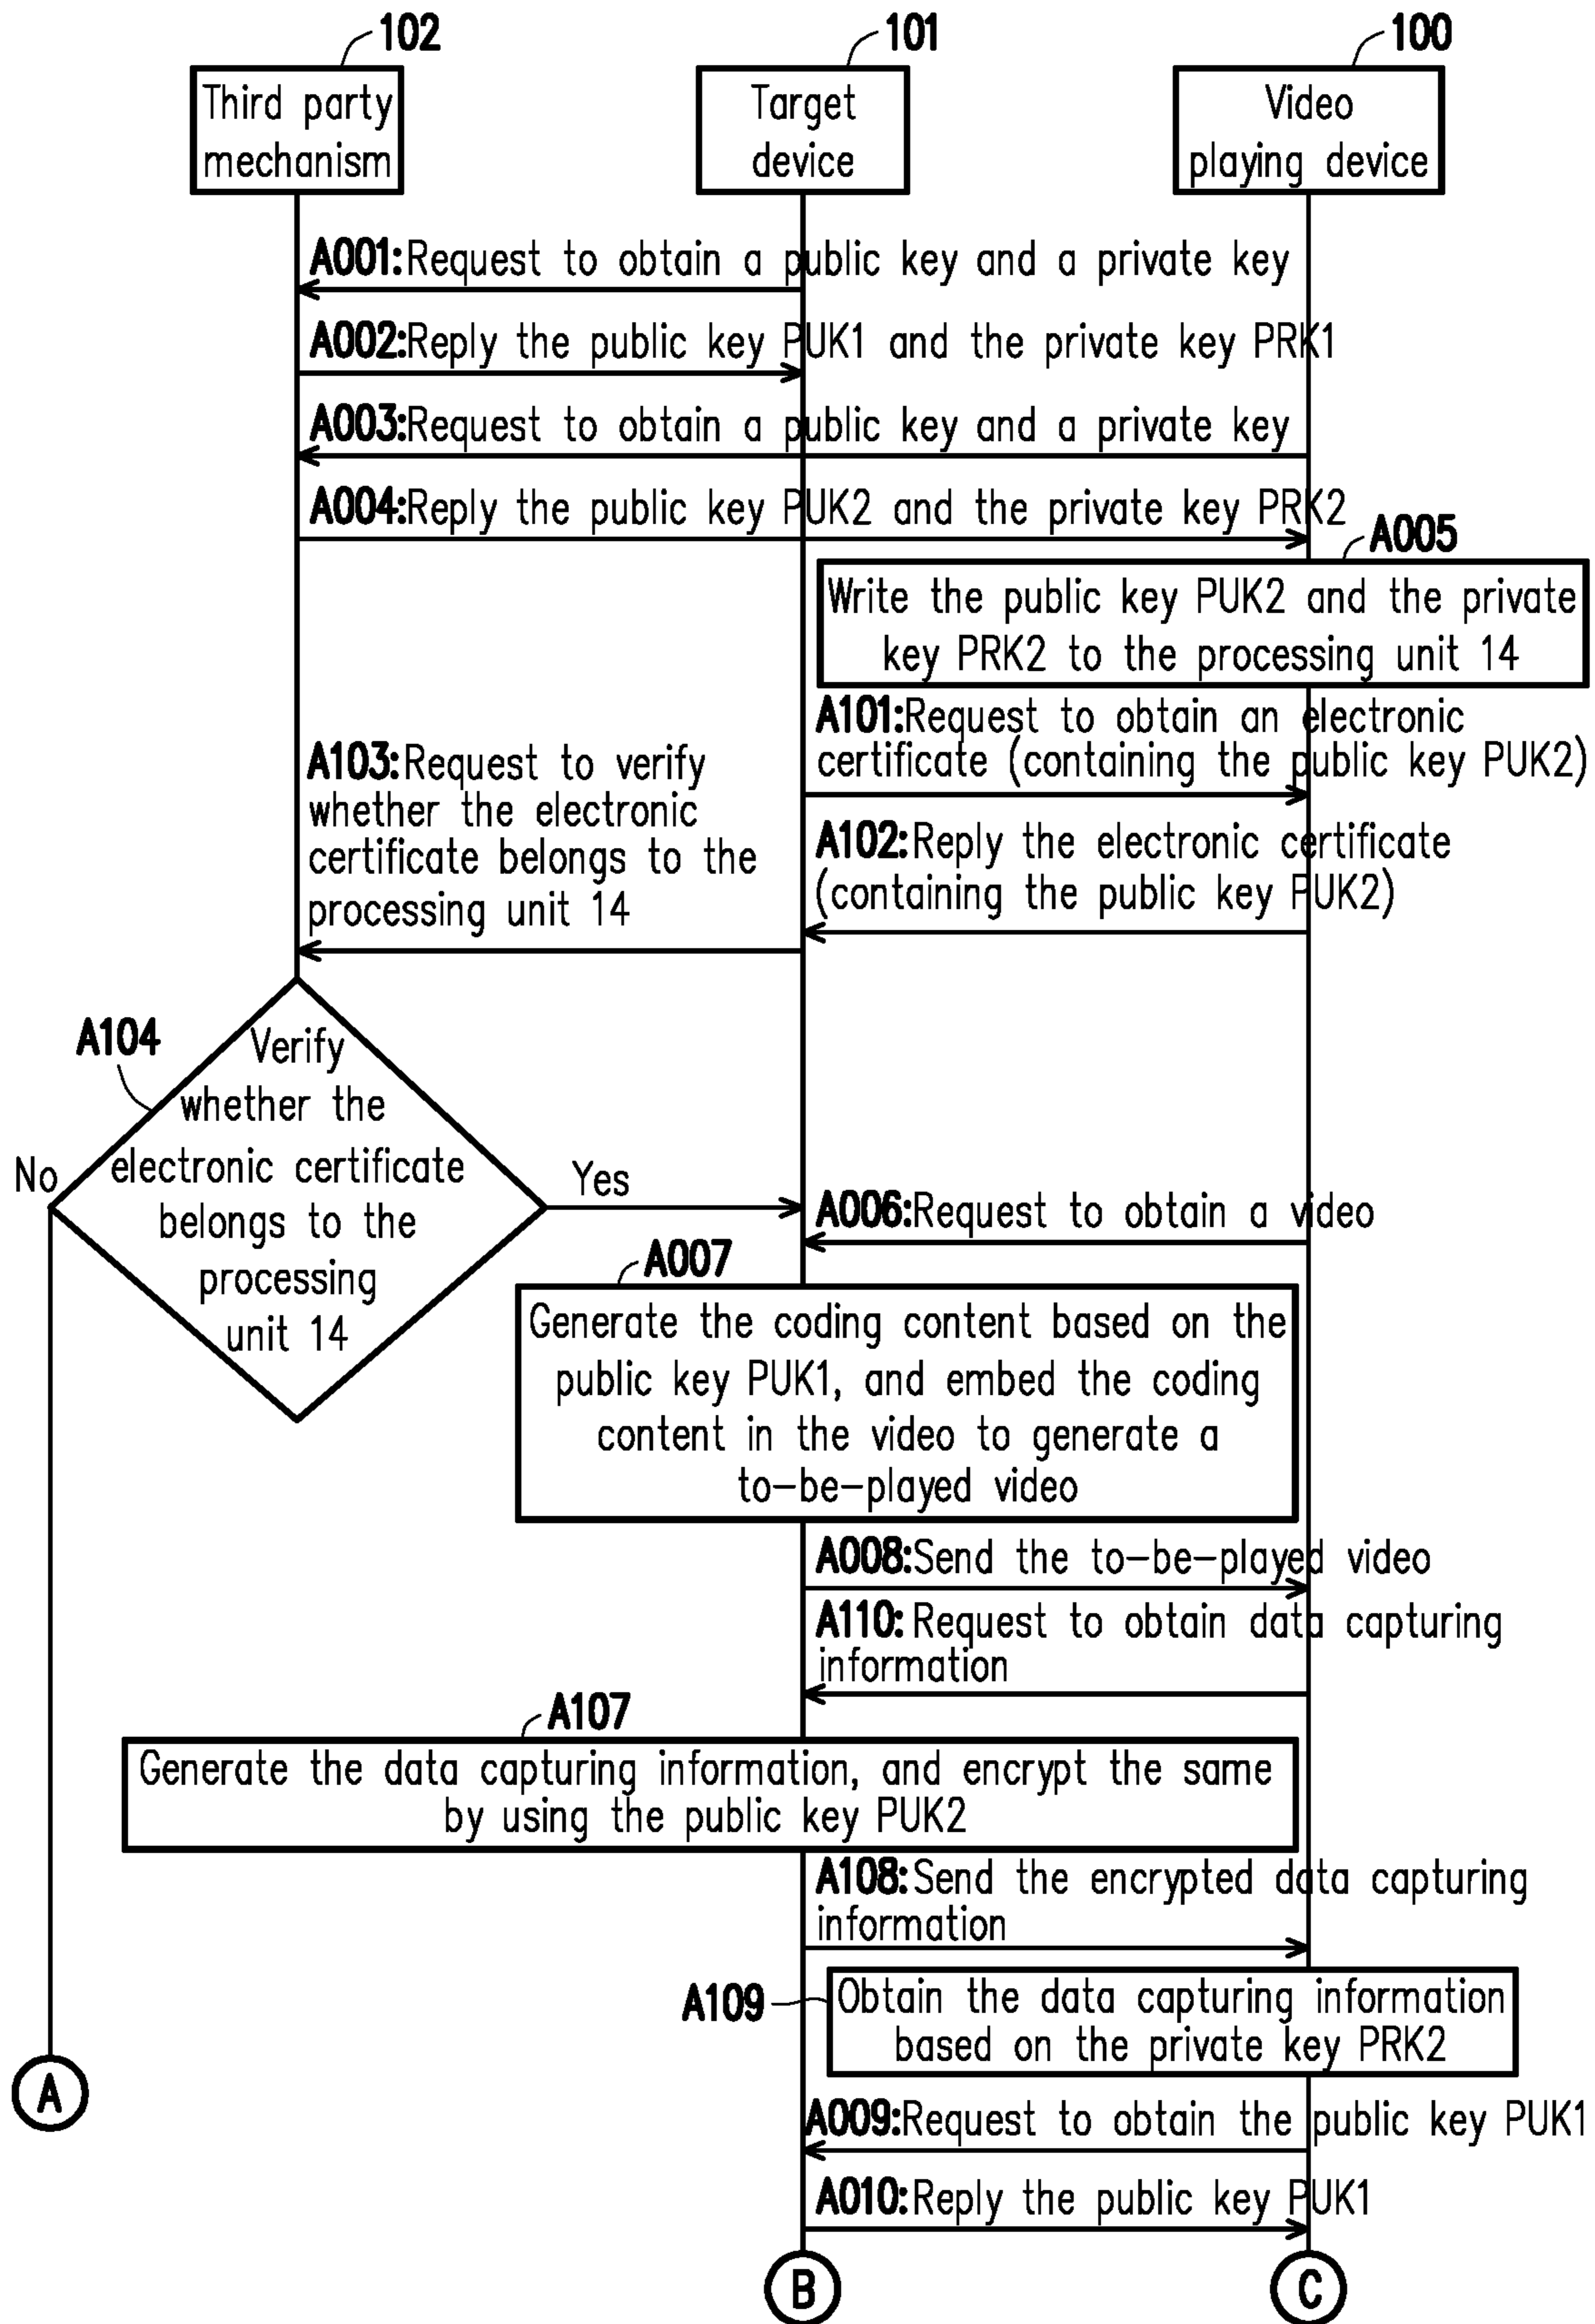 102
101
100
Third party
mechanism
Target
device
Video
playing device
A001:Request to obtain a public key and a private key
A002:Reply the public key PUK1 and the private key PRK1
A003:Request to obtain a public key and a private key
A004:Reply the public key PUK2 and the private key PRK2
A005
Write the public key PUK2 and the private
key PRK2 to the processing unit 14
A101:Request to obtain an electronic
certificate (containing the public key PUK2)
A103:Request to verify
whether the electronic
certificate belongs to the
processing unit 14
A102:Reply the electronic certificate
(containing the public key PUK2)
A104
Verify
whether the
electronic certificate
belongs to the
processing
unit 14
No
Yes
A006:Request to obtain a video
A007
Generate the coding content based on the
public key PUK1, and embed the coding
content in the video to generate a
to-be-played video
A008:Send the to-be-played video
A110: Request to obtain data capturing
information
A107
Generate the data capturing information, and encrypt the same
by using the public key PUK2
A108:Send the encrypted data capturing
information
A109
Obtain the data capturing information
based on the private key PRK2
A
A009:Request to obtain the public key PUK1
A010:Reply the public key PUK1
B
C